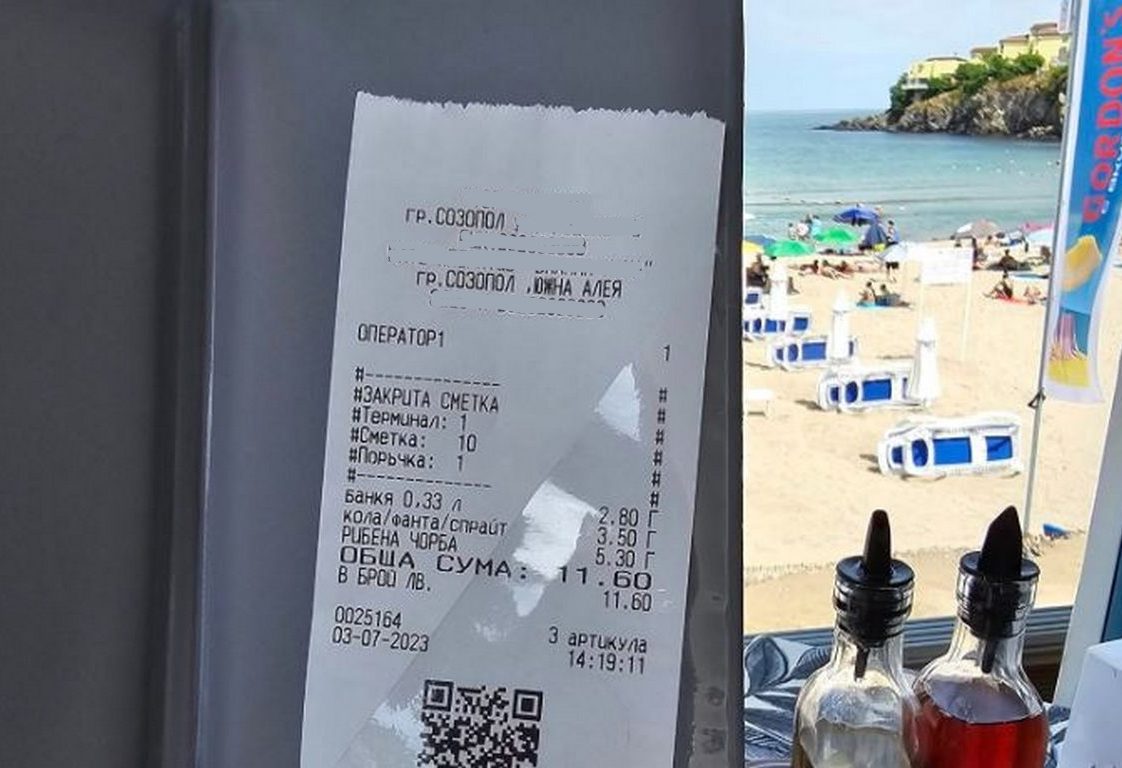 гр.СОЗОПОЛ
гр.СОЗОПОЛ ,ЮЖНА АЛЕЯ
ОПЕРАТОР1
1
#---------------- #
#ЗАКРИТА СМЕТКА #
#Терминал: 1 #
#Сметка: 10 #
#Поръчка: 1 #
#---------------- #
банкя 0,33 л 2.80 Г
кола/фанта/спрайт 3.50 Г
РИБЕНА ЧОРБА 5.30 Г
ОБЩА СУМА: 11.60
В БРОЙ ЛВ. 11.60
0025164 3 артикула
03-07-2023 14:19:11
GORDON'S